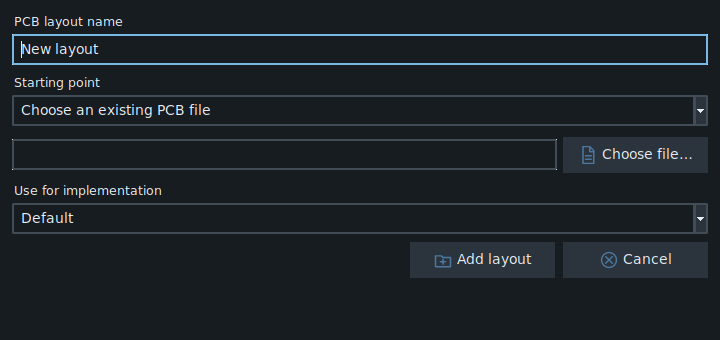 PCB layout name
New layout
Starting point
Choose an existing PCB file
Choose file...
Use for implementation
Default
Add layout
Cancel